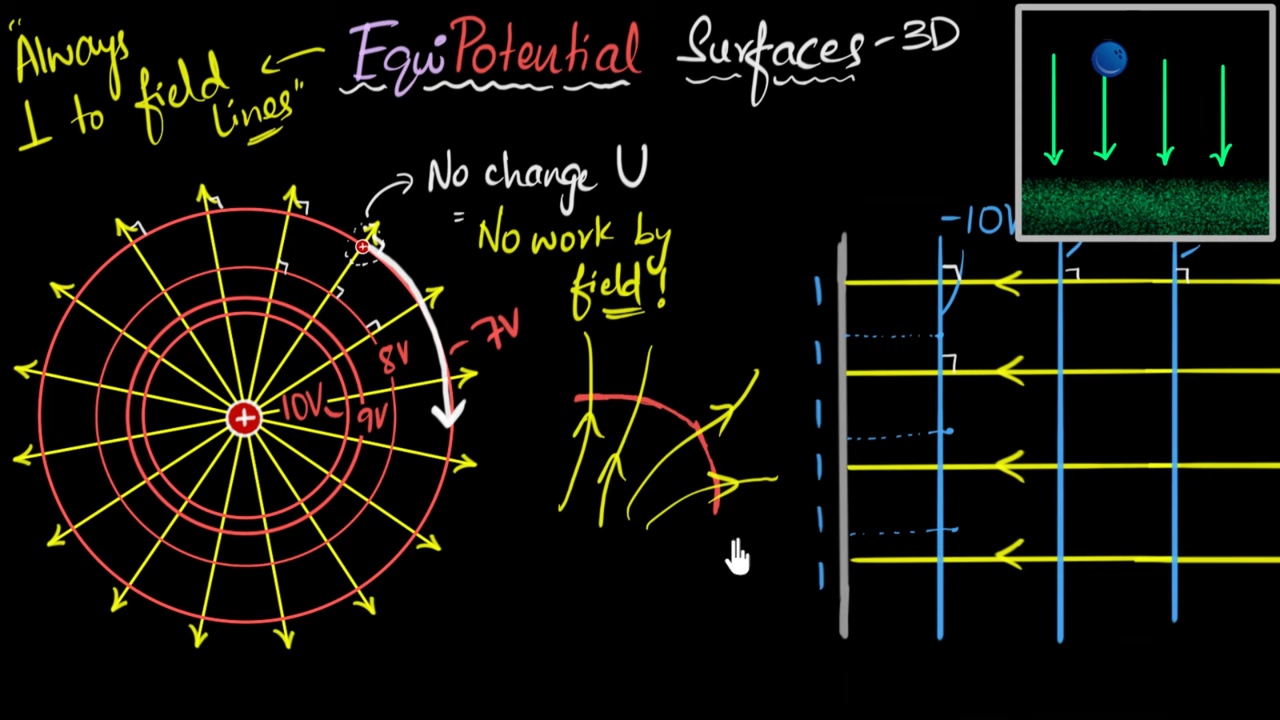 "Always
⊥ to field
lines"
EquiPotential Surfaces - 3D
No change U
= No work by
field!
-10V
7V
8V
10V
9V
+
+